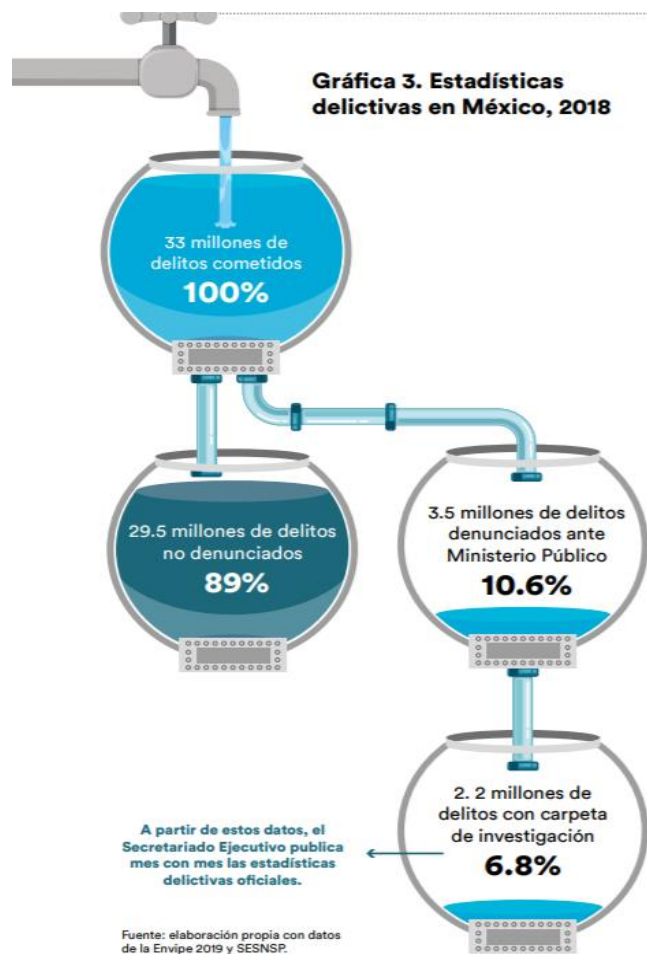 Gráfica 3. Estadísticas
delictivas en México, 2018
33 millones de
delitos cometidos
100%
29.5 millones de delitos
no denunciados
89%
3.5 millones de delitos
denunciados ante
Ministerio Público
10.6%
2. 2 millones de
delitos con carpeta
de investigación
6.8%
A partir de estos datos, el
Secretariado Ejecutivo publica
mes con mes las estadísticas
delictivas oficiales.
Fuente: elaboración propia con datos
de la Envipe 2019 y SESNSP.